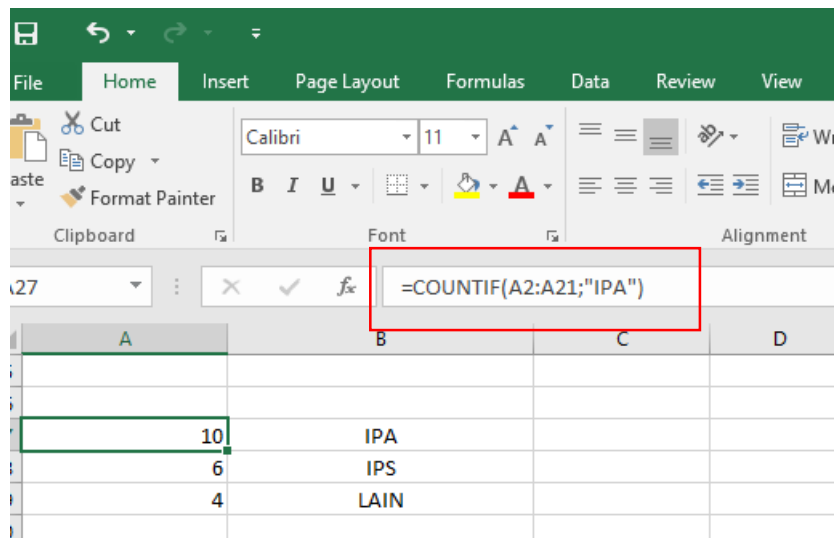 File Home Insert Page Layout Formulas Data Review View
Cut
Calibri 11 A A
Copy
Format Painter
B I U A
Clipboard Font Alignment
fx =COUNTIF(A2:A21;"IPA")
A B C D
10 IPA
6 IPS
4 LAIN